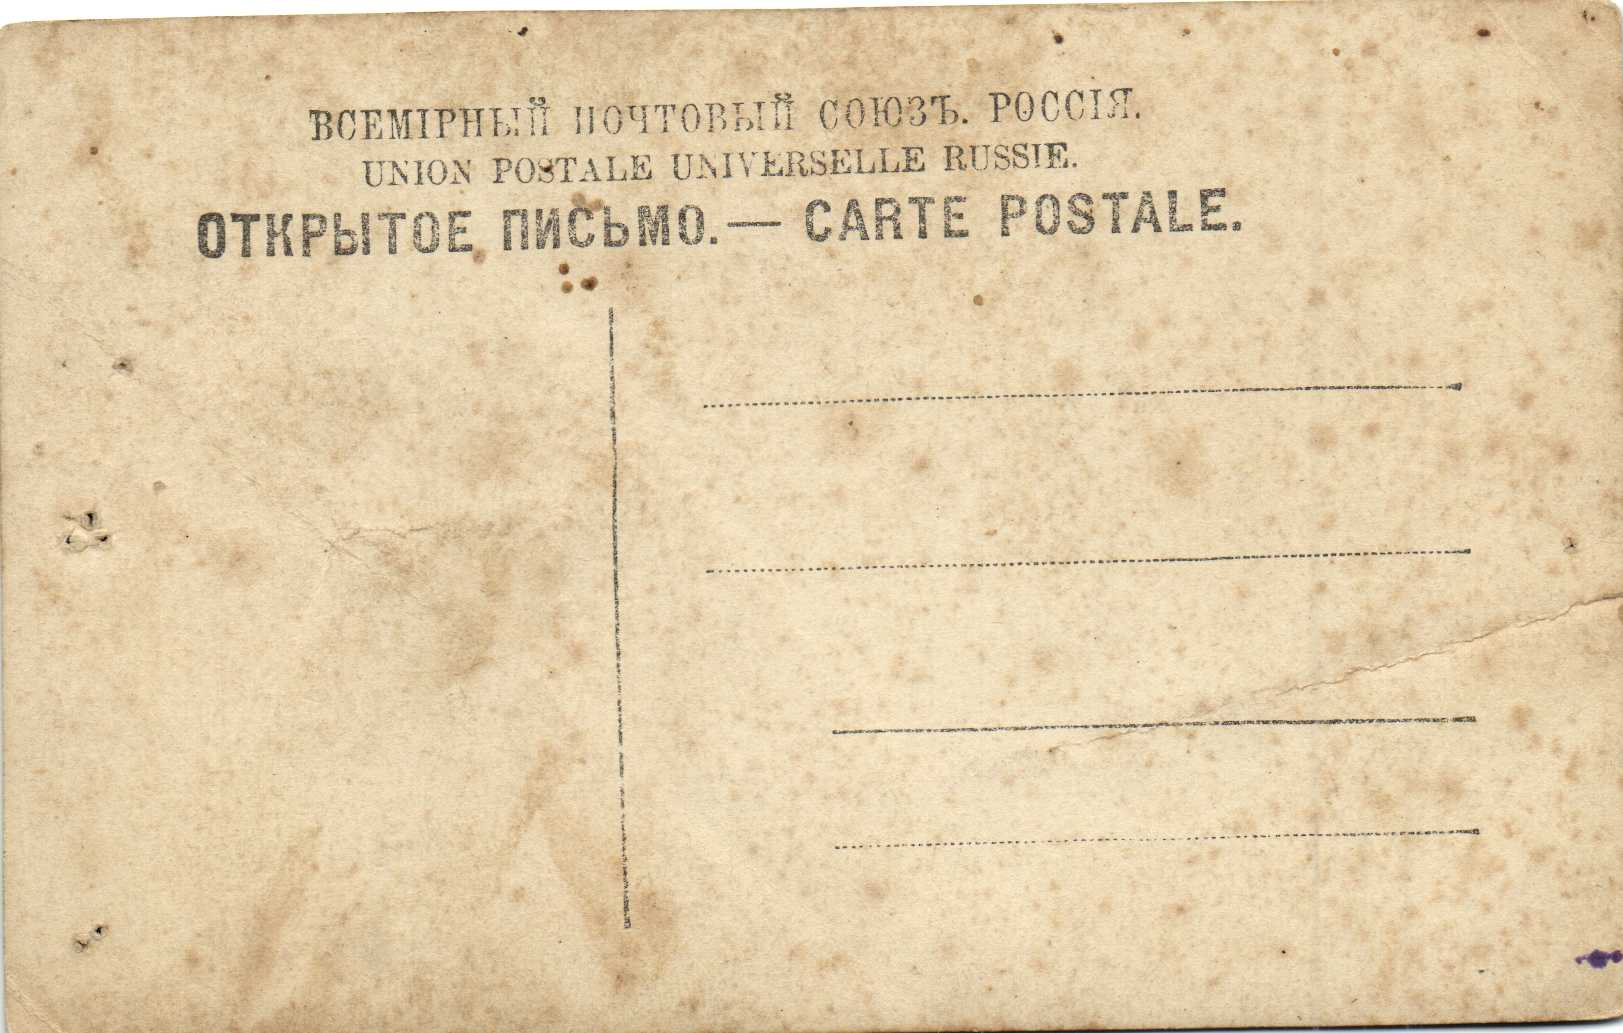 ВСЕМІРНЫЙ ПОЧТОВЫЙ СОЮЗЪ. РОССІЯ.
UNION POSTALE UNIVERSELLE RUSSIE.
ОТКРЫТОЕ ПИСЬМО.— CARTE POSTALE.